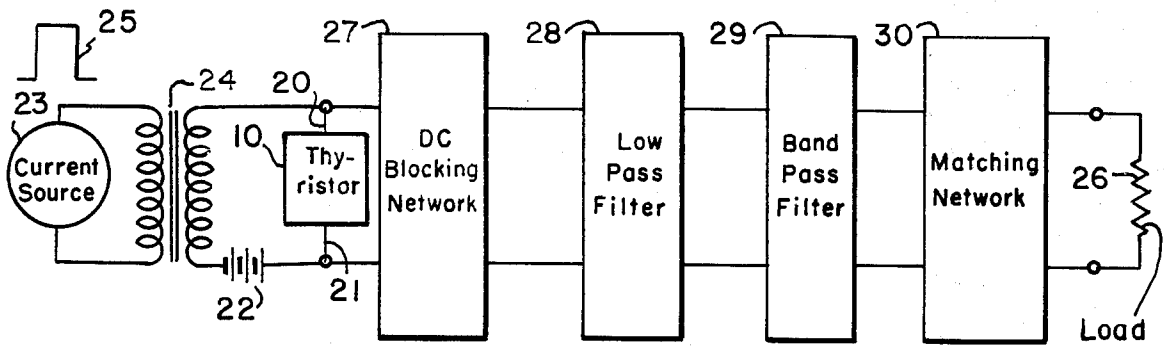 25
27
28
29
30
24
23
20
10
Current
Source
Thy-
ristor
DC
Blocking
Network
Low
Pass
Filter
Band
Pass
Filter
Matching
Network
26
22
21
Load